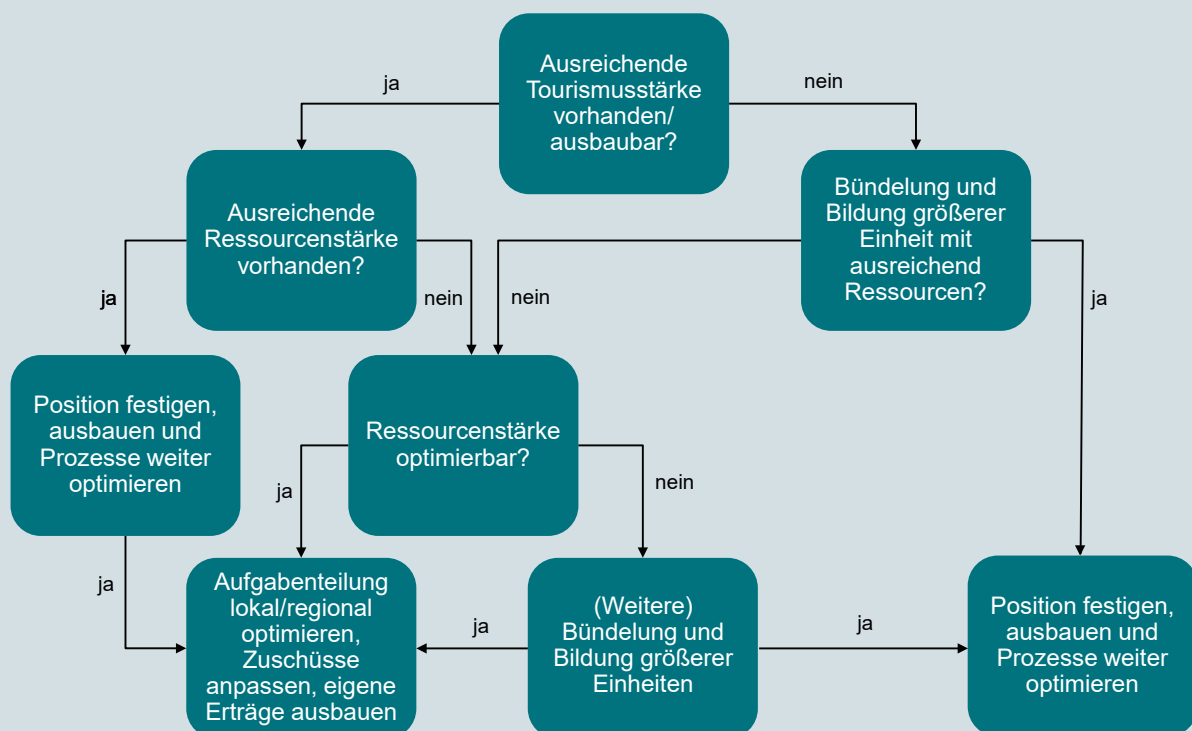 Ausreichende
Tourismusstärke
vorhanden/
ausbaubar?
ja
nein
Ausreichende
Ressourcenstärke
vorhanden?
Bündelung und
Bildung größerer
Einheit mit
ausreichend
Ressourcen?
ja
nein
nein
ja
Position festigen,
ausbauen und
Prozesse weiter
optimieren
Ressourcenstärke
optimierbar?
ja
nein
ja
Aufgabenteilung
lokal/regional
optimieren,
Zuschüsse
anpassen, eigene
Erträge ausbauen
ja
(Weitere)
Bündelung und
Bildung größerer
Einheiten
ja
Position festigen,
ausbauen und
Prozesse weiter
optimieren